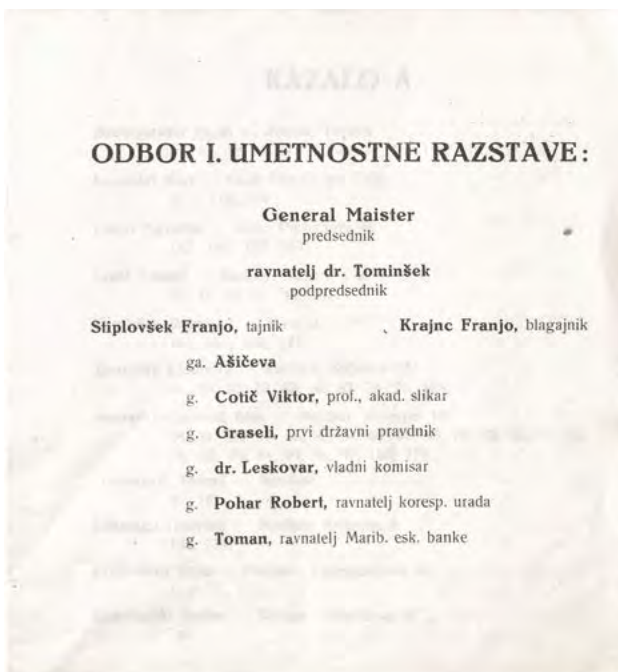 ODBOR I. UMETNOSTNE RAZSTAVE:
General Maister
predsednik
ravnatelj dr. Tominšek
podpredsednik
Stiplovšek Franjo, tajnik Krajnc Franjo, blagajnik
ga. Ašičeva
g. Cotič Viktor, prof., akad. slikar
g. Graseli, prvi državni pravdnik
g. dr. Leskovar, vladni komisar
g. Pohar Robert, ravnatelj koresp. urada
g. Toman, ravnatelj Marib. esk. banke